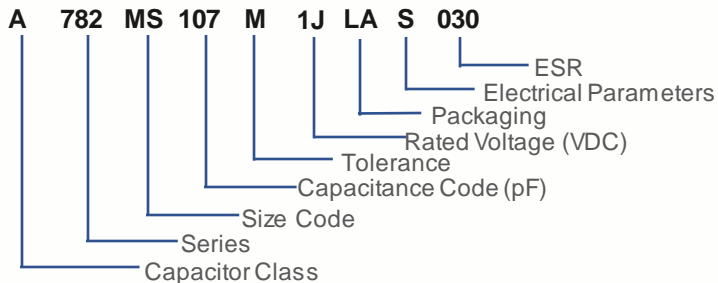 A 782 MS 107 M 1J LA S 030
ESR
Electrical Parameters
Packaging
Rated Voltage (VDC)
Tolerance
Capacitance Code (pF)
Size Code
Series
Capacitor Class